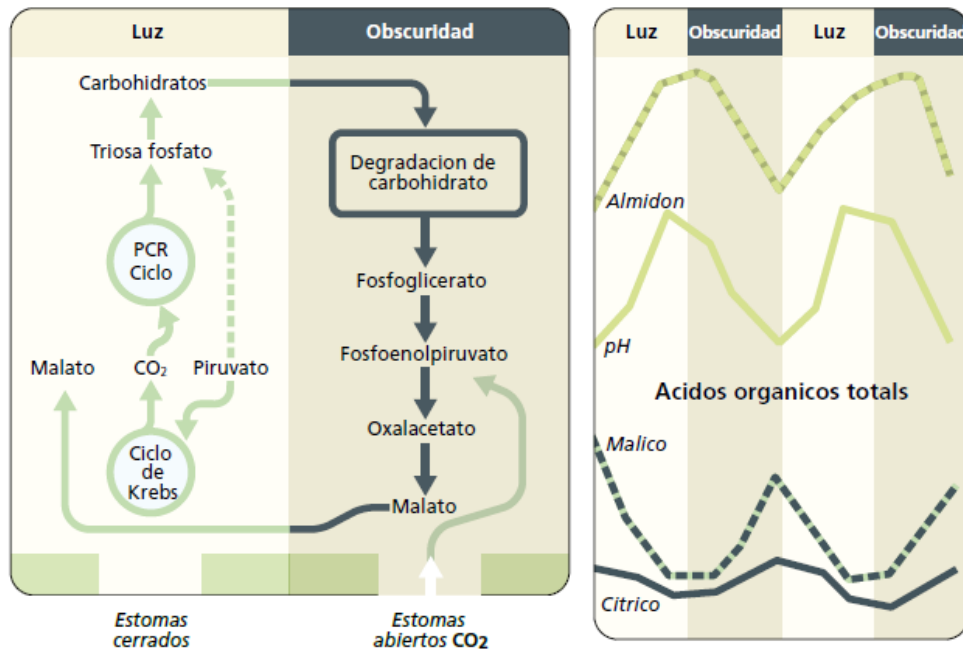 Luz
Obscuridad
Carbohidratos
Triosa fosfato
PCR
Ciclo
Malato
CO₂
Piruvato
Ciclo
de
Krebs
Degradacion de
carbohidrato
Fosfoglicerato
Fosfoenolpiruvato
Oxalacetato
Malato
Estomas
cerrados
Estomas
abiertos CO₂
Luz
Obscuridad
Luz
Obscuridad
Almidon
pH
Acidos organicos totals
Malico
Citrico